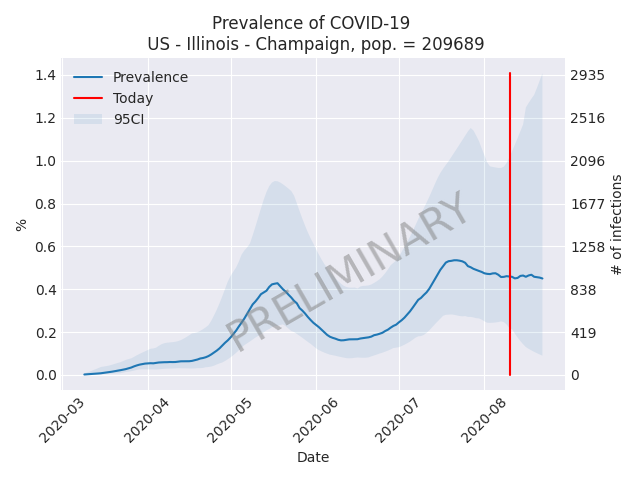 Prevalence of COVID-19
US - Illinois - Champaign, pop. = 209689
Prevalence
Today
95CI
PRELIMINARY
%
1.4
1.2
1.0
0.8
0.6
0.4
0.2
0.0
2935
2516
2096
1677
1258
838
419
0
# of infections
2020-03
2020-04
2020-05
2020-06
2020-07
2020-08
Date